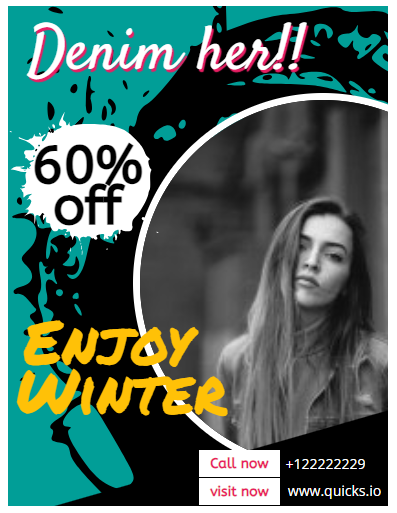 Denim her!!
60%
off
Enjoy
Winter
Call now +122222229
visit now www.quicks.io